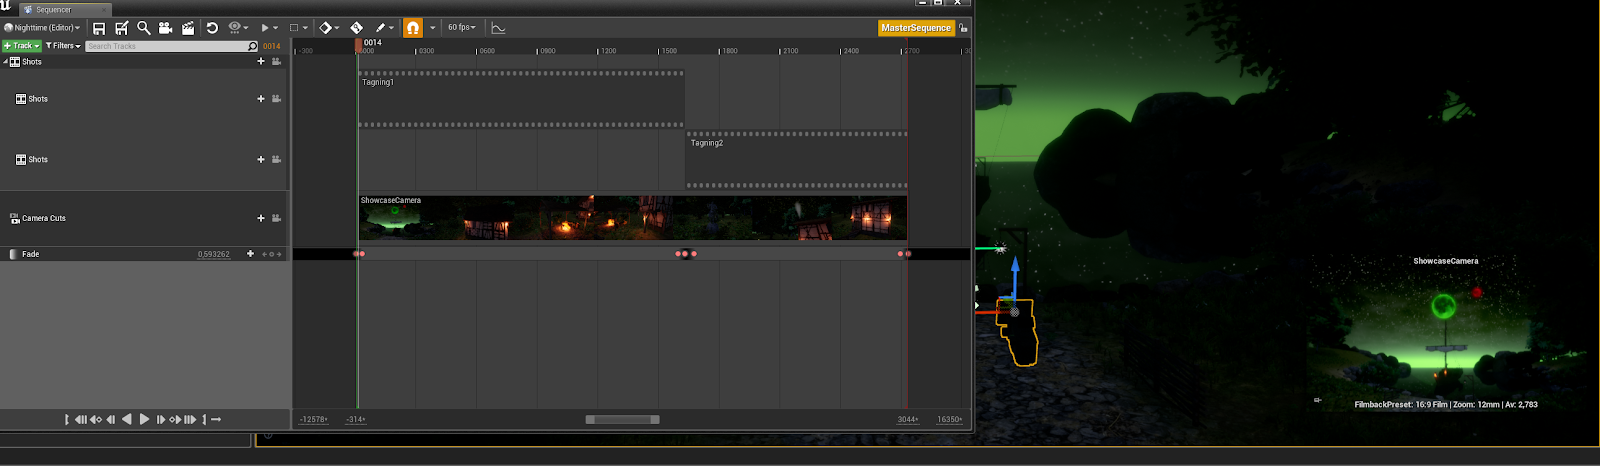 Sequencer
Nighttime (Editor)
60 fps
MasterSequence
+ Track
Filters
Search Tracks
0014
0014
-300
0000
0300
0600
0900
1200
1500
1800
2100
2400
2700
Shots
Shots
Tagning1
Shots
Tagning2
Camera Cuts
ShowcaseCamera
Fade
0,593262
-12578+
-314+
3044+
16350+
ShowcaseCamera
FilmbackPreset: 16:9 Film | Zoom: 12mm | Av: 2,783